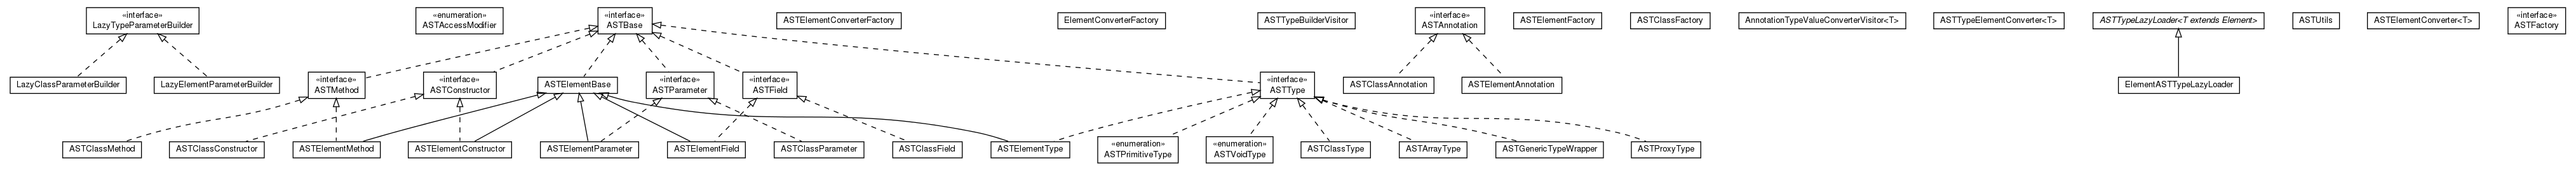 «interface»
LazyTypeParameterBuilder
«enumeration»
ASTAccessModifier
«interface»
ASTBase
ASTElementConverterFactory
ElementConverterFactory
ASTTypeBuilderVisitor
«interface»
ASTAnnotation
ASTElementFactory
ASTClassFactory
AnnotationTypeValueConverterVisitor<T>
ASTTypeElementConverter<T>
ASTTypeLazyLoader<T extends Element>
ASTUtils
ASTElementConverter<T>
«interface»
ASTFactory
LazyClassParameterBuilder
LazyElementParameterBuilder
«interface»
ASTMethod
«interface»
ASTConstructor
ASTElementBase
«interface»
ASTParameter
«interface»
ASTField
«interface»
ASTType
ASTClassAnnotation
ASTElementAnnotation
ElementASTTypeLazyLoader
ASTClassMethod
ASTClassConstructor
ASTElementMethod
ASTElementConstructor
ASTElementParameter
ASTElementField
ASTClassParameter
ASTClassField
ASTElementType
«enumeration»
ASTPrimitiveType
«enumeration»
ASTVoidType
ASTClassType
ASTArrayType
ASTGenericTypeWrapper
ASTProxyType